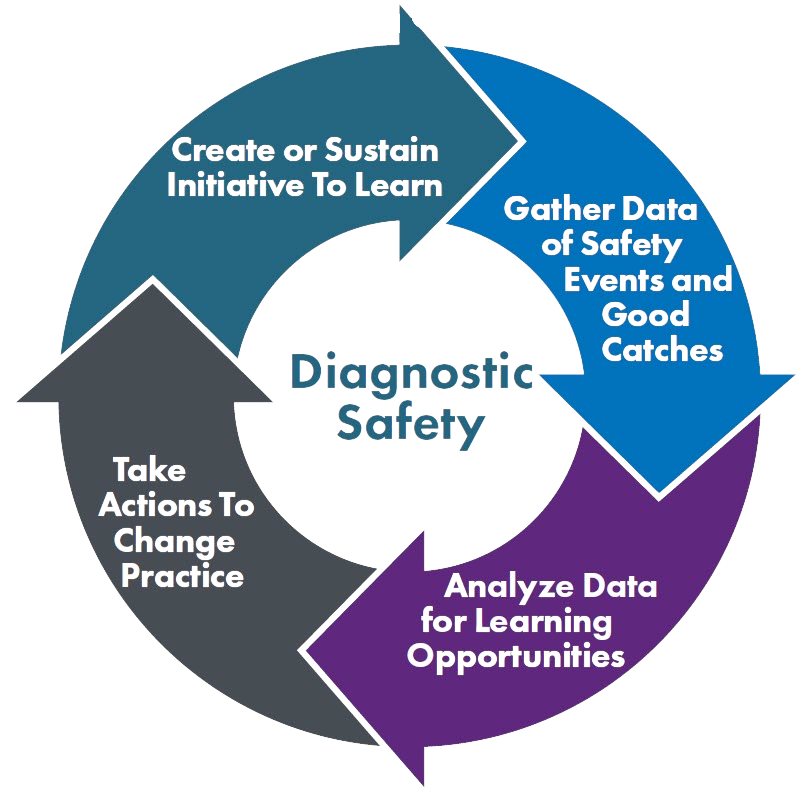 Create or Sustain
Initiative To Learn
Gather Data
of Safety
Events and
Good
Catches
Diagnostic
Safety
Analyze Data
for Learning
Opportunities
Take
Actions To
Change
Practice